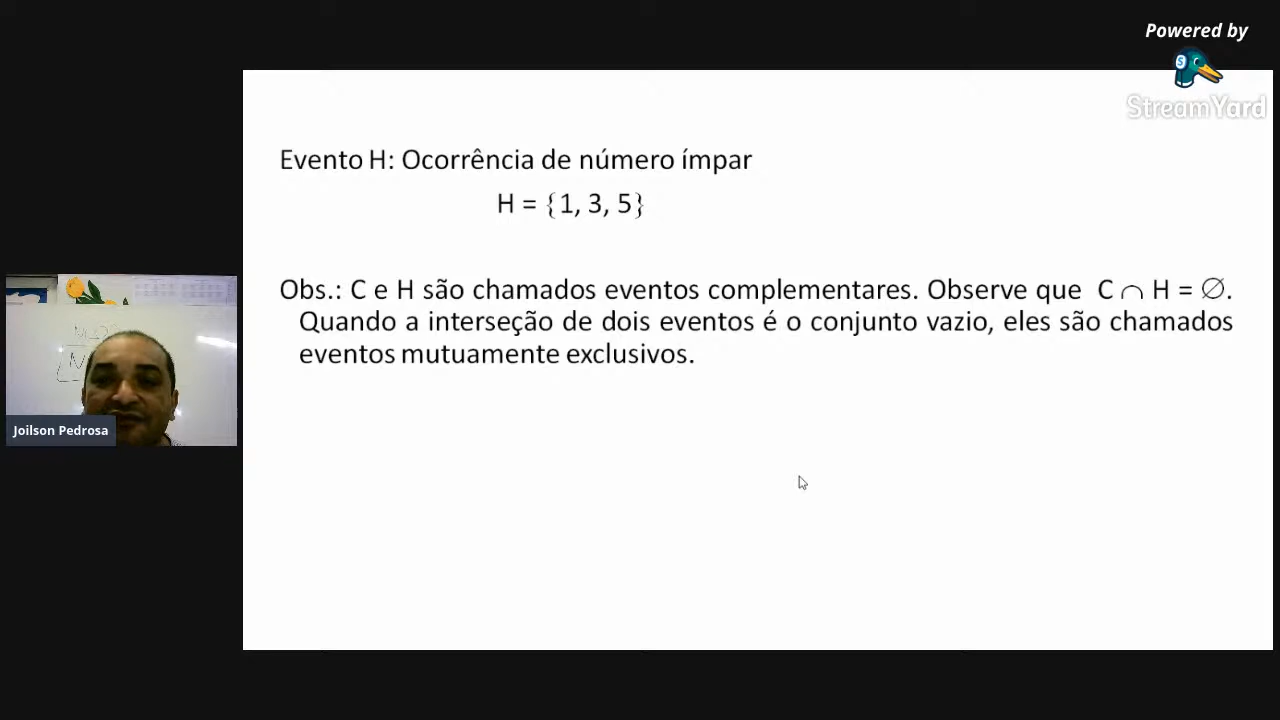 Powered by
StreamYard
Evento H: Ocorrência de número ímpar
H = {1, 3, 5}
Obs.: C e H são chamados eventos complementares. Observe que C ∩ H = ∅.
Quando a interseção de dois eventos é o conjunto vazio, eles são chamados
eventos mutuamente exclusivos.
Joilson Pedrosa